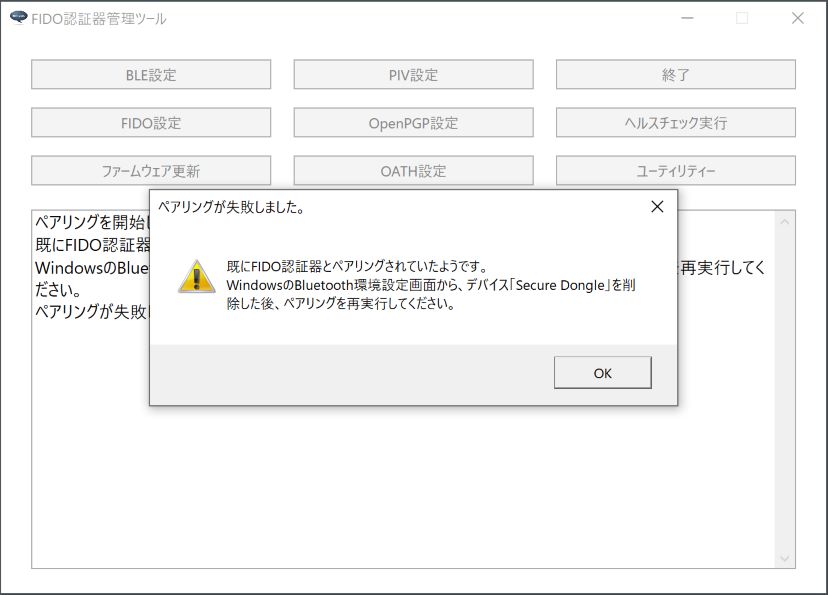 FIDO認証器管理ツール
BLE設定
PIV設定
終了
FIDO設定
OpenPGP設定
ヘルスチェック実行
ファームウェア更新
OATH設定
ユーティリティー
ペアリングを開始
既にFIDO認証器
WindowsのBlue
再実行してく
ださい。
ペアリングが失敗
ペアリングが失敗しました。
既にFIDO認証器とペアリングされていたようです。
WindowsのBluetooth環境設定画面から、デバイス「Secure Dongle」を削
除した後、ペアリングを再実行してください。
OK